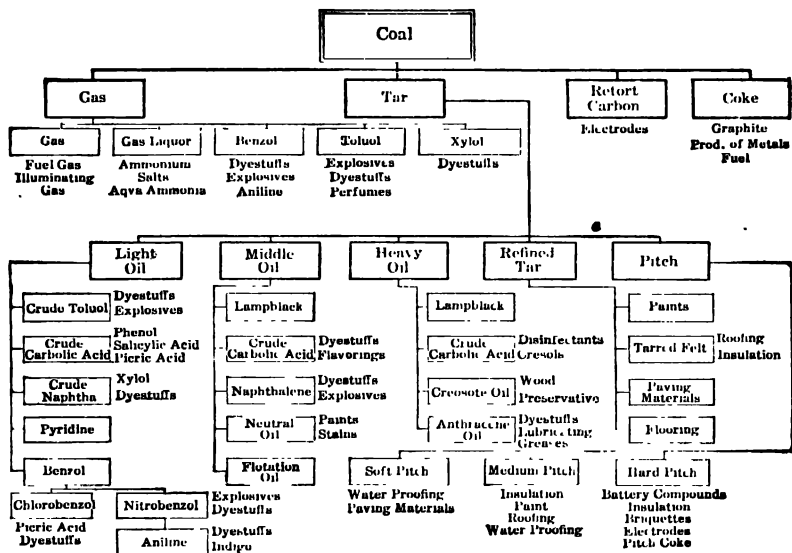 Coal
Gas
Tar
Retort
Carbon
Coke
Electrodes
Graphite
Prod. of Metals
Fuel
Gas
Gas Liquor
Benzol
Toluol
Xylol
Fuel Gas
Illuminating
Gas
Ammonium
Salts
Aqva Ammonia
Dyestuffs
Explosives
Aniline
Explosives
Dyestuffs
Perfumes
Dyestuffs
Light
Oil
Middle
Oil
Heavy
Oil
Refined
Tar
Pitch
Crude Toluol
Dyestuffs
Explosives
Crude
Carbolic Acid
Phenol
Salicylic Acid
Picric Acid
Crude
Naphtha
Xylol
Dyestuffs
Pyridine
Benzol
Chlorobenzol
Picric Acid
Dyestuffs
Nitrobenzol
Explosives
Dyestuffs
Aniline
Dyestuffs
Indigo
Lampblack
Crude
Carbolic Acid
Dyestuffs
Flavorings
Naphthalene
Dyestuffs
Explosives
Neutral
Oil
Paints
Stains
Flotation
Oil
Lampblack
Crude
Carbolic Acid
Disinfectants
Cresols
Creosote Oil
Wood
Preservative
Anthracene
Oil
Dyestuffs
Lubricating
Greases
Paints
Tarred Felt
Roofing
Insulation
Paving
Materials
Flooring
Soft Pitch
Water Proofing
Paving Materials
Medium Pitch
Insulation
Paint
Roofing
Water Proofing
Hard Pitch
Battery Compounds
Insulation
Briquettes
Electrodes
Pitch Coke